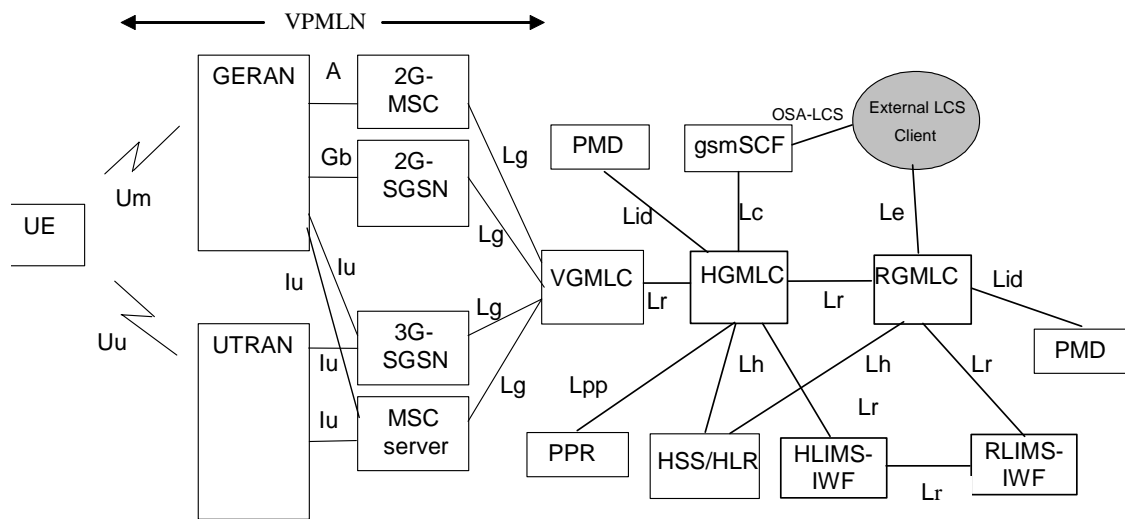 VPMLN
GERAN
A
2G-
MSC
External LCS
Client
OSA-LCS
gsmSCF
PMD
Lg
Gb
2G-
SGSN
Um
Lid
Lc
Le
UE
Lg
Iu
Iu
VGMLC
HGMLC
RGMLC
Lid
Lr
Lr
Lg
Uu
UTRAN
3G-
SGSN
Iu
PMD
Lg
Lpp
Lh
Lh
Lr
Lr
Iu
MSC
server
PPR
HSS/HLR
HLIMS-
IWF
RLIMS-
IWF
Lr